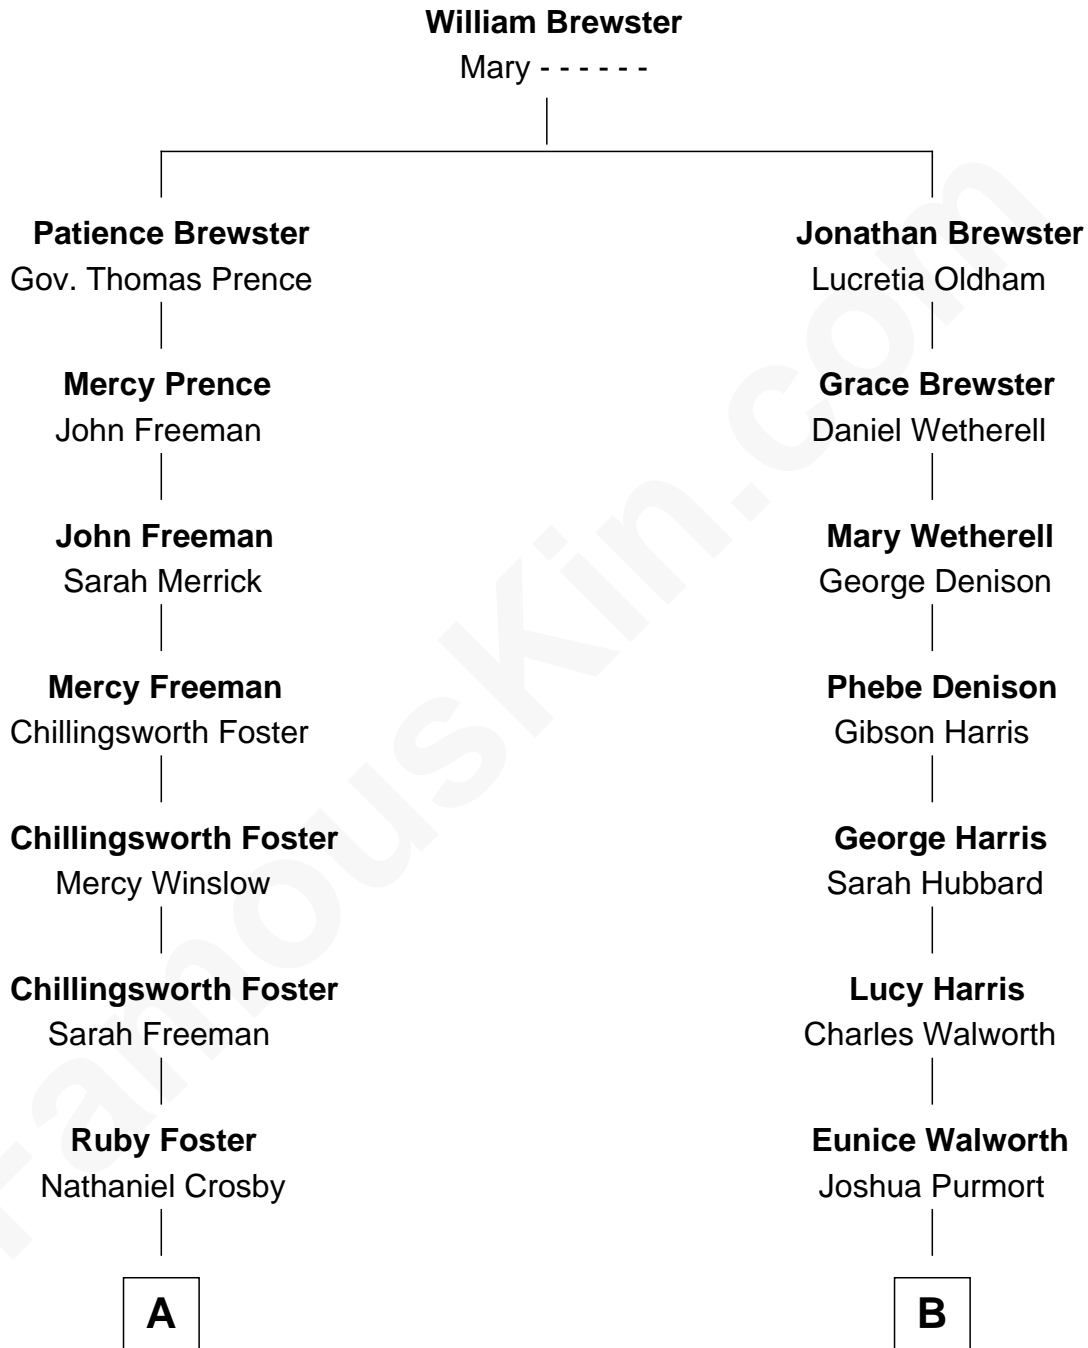 William Brewster
Mary - - - - - -
Patience Brewster
Gov. Thomas Prence
Jonathan Brewster
Lucretia Oldham
Mercy Prence
John Freeman
Grace Brewster
Daniel Wetherell
John Freeman
Sarah Merrick
Mary Wetherell
George Denison
Mercy Freeman
Chillingsworth Foster
Phebe Denison
Gibson Harris
Chillingsworth Foster
Mercy Winslow
George Harris
Sarah Hubbard
Chillingsworth Foster
Sarah Freeman
Lucy Harris
Charles Walworth
Ruby Foster
Nathaniel Crosby
Eunice Walworth
Joshua Purmort
A
B
FamousKin.com